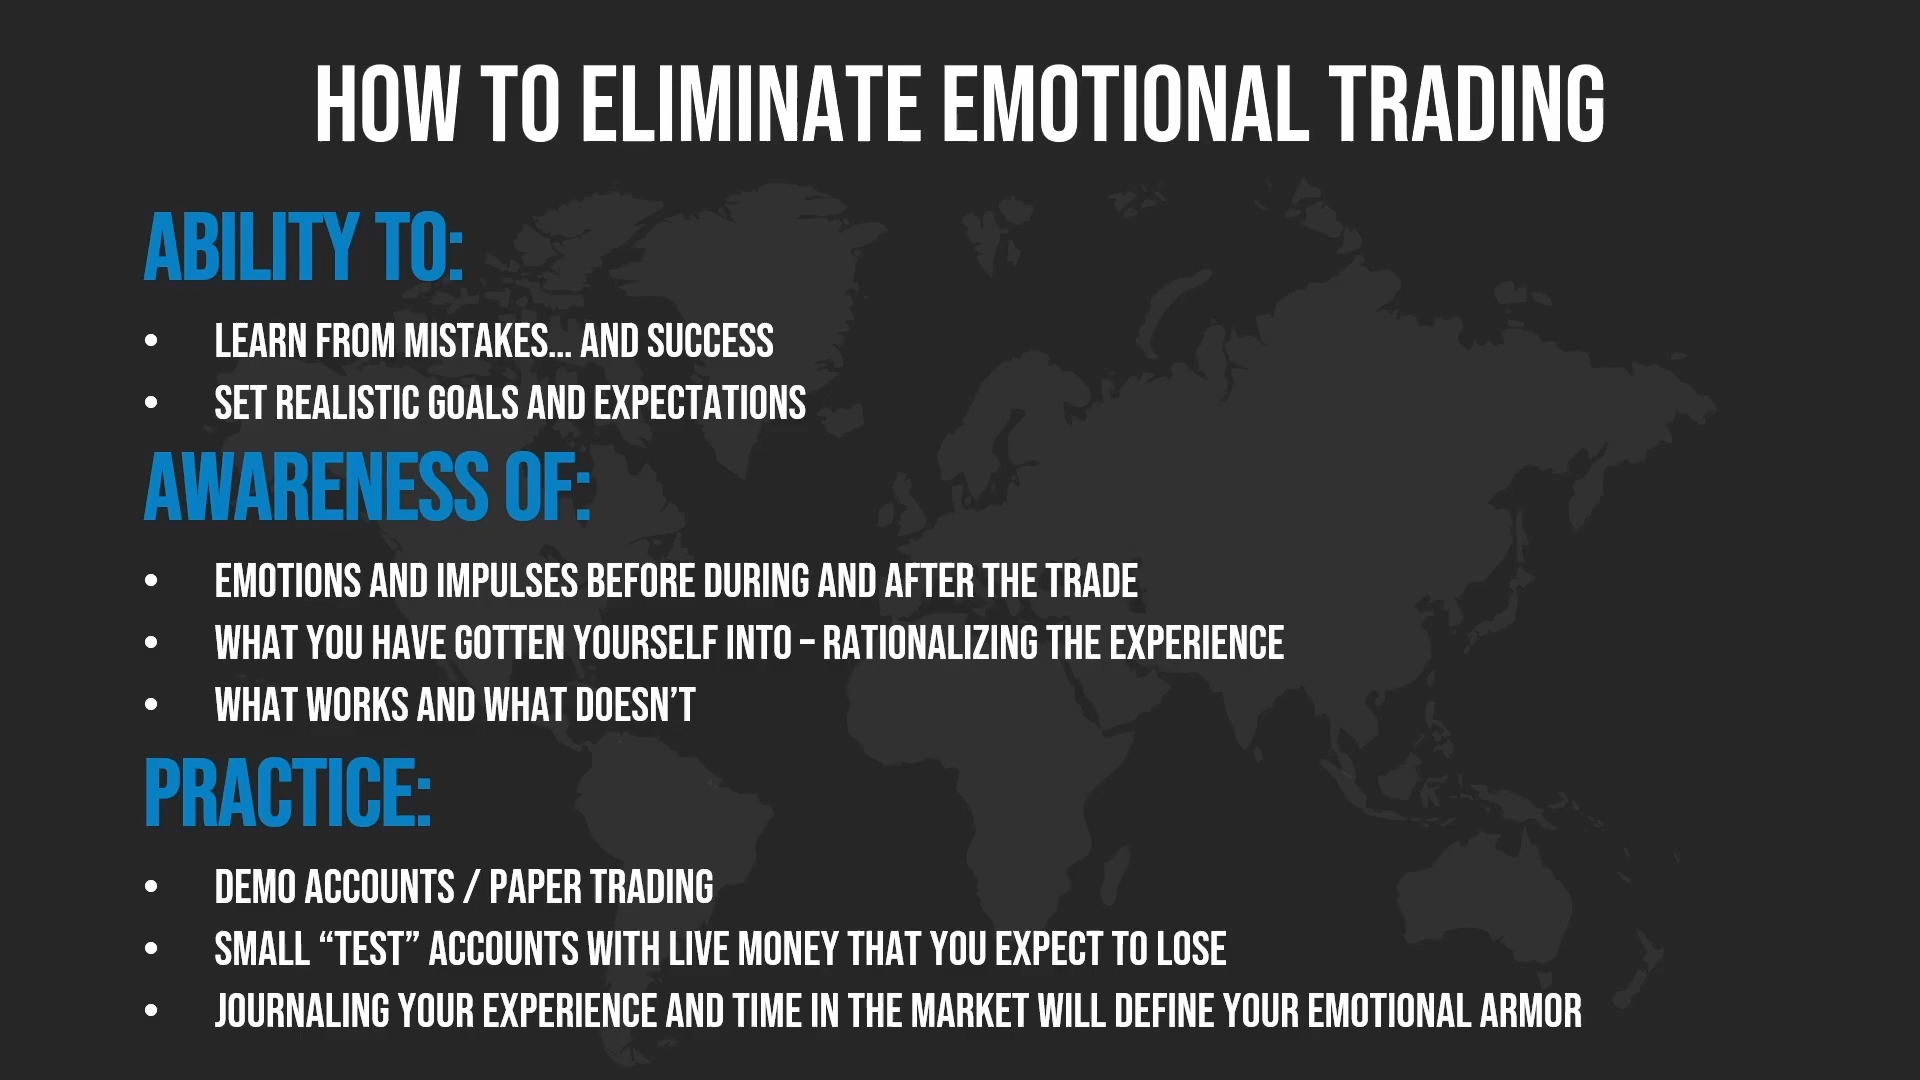 HOW TO ELIMINATE EMOTIONAL TRADING
ABILITY TO:
• LEARN FROM MISTAKES... AND SUCCESS
• SET REALISTIC GOALS AND EXPECTATIONS
AWARENESS OF:
• EMOTIONS AND IMPULSES BEFORE DURING AND AFTER THE TRADE
• WHAT YOU HAVE GOTTEN YOURSELF INTO – RATIONALIZING THE EXPERIENCE
• WHAT WORKS AND WHAT DOESN’T
PRACTICE:
• DEMO ACCOUNTS / PAPER TRADING
• SMALL “TEST” ACCOUNTS WITH LIVE MONEY THAT YOU EXPECT TO LOSE
• JOURNALING YOUR EXPERIENCE AND TIME IN THE MARKET WILL DEFINE YOUR EMOTIONAL ARMOR